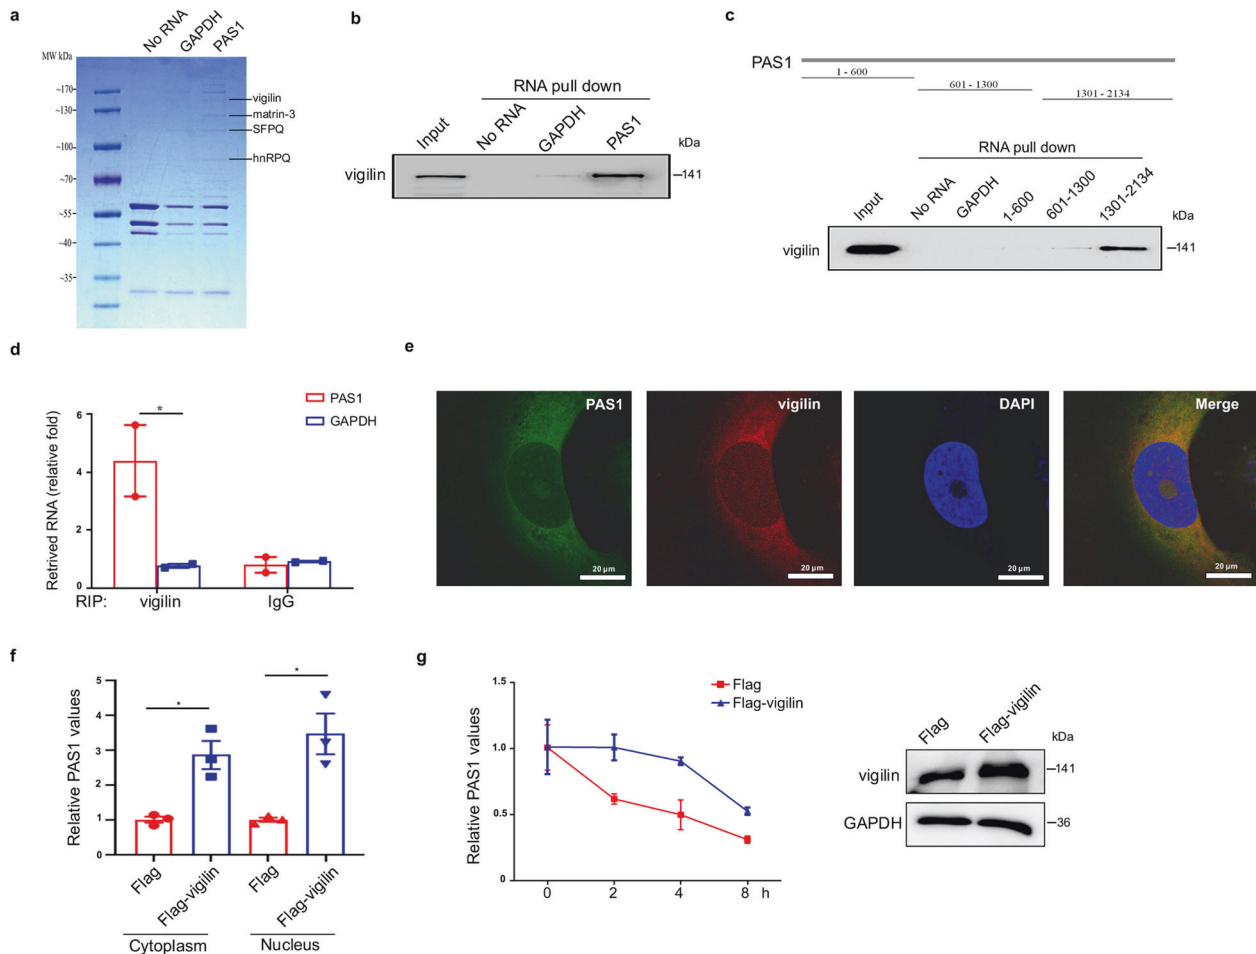 a
No RNA
GAPDH
PAS1
MW kDa
~170
~130
~100
~70
~55
~40
~35
vigilin
matrin-3
SFPQ
hnRPQ
b
RNA pull down
Input
No RNA
GAPDH
PAS1
kDa
vigilin
141
c
PAS1
1 - 600
601 - 1300
1301 - 2134
RNA pull down
Input
No RNA
GAPDH
1-600
601-1300
1301-2134
kDa
vigilin
141
d
Retrived RNA (relative fold)
6
4
2
0
PAS1
GAPDH
*
RIP:
vigilin
IgG
e
PAS1
20 μm
vigilin
20 μm
DAPI
20 μm
Merge
20 μm
f
Relative PAS1 values
5
4
3
2
1
0
*
*
Flag
Flag-vigilin
Flag
Flag-vigilin
Cytoplasm
Nucleus
g
Relative PAS1 values
1.5
1.0
0.5
0.0
Flag
Flag-vigilin
0
2
4
8
h
Flag
Flag-vigilin
kDa
vigilin
141
GAPDH
36